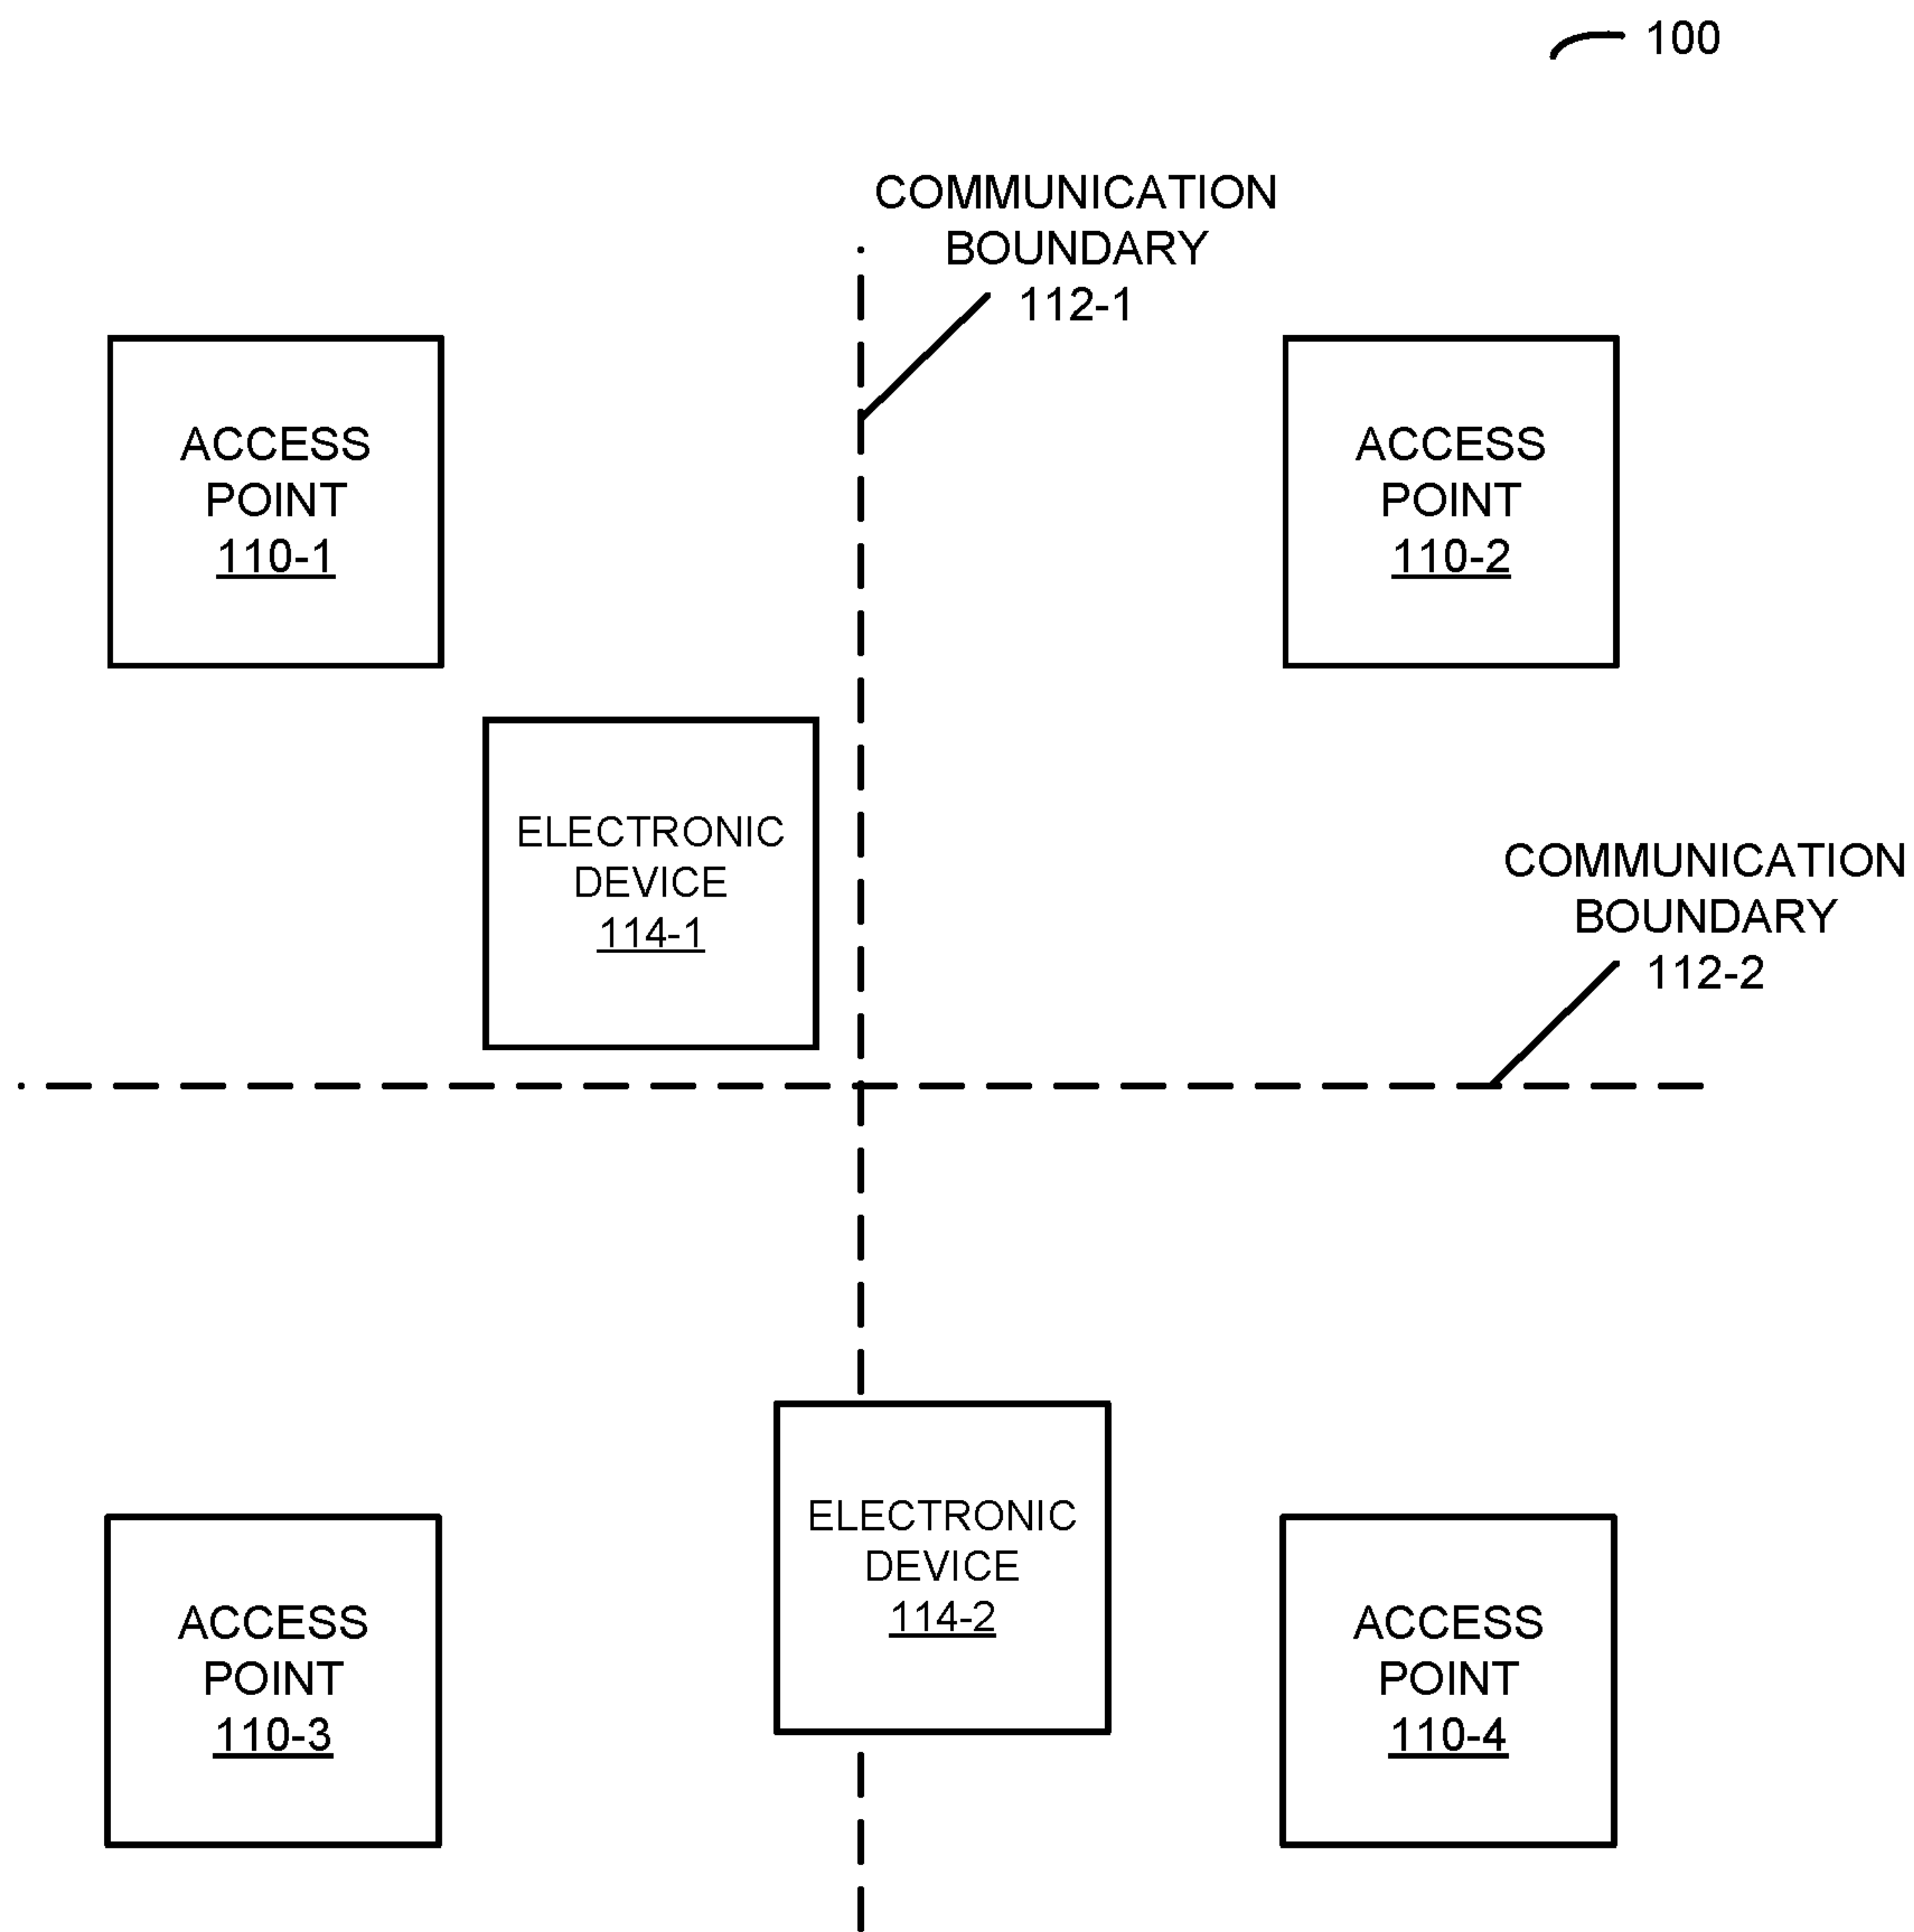 100
COMMUNICATION
BOUNDARY
112-1
ACCESS
POINT
110-1
ACCESS
POINT
110-2
ELECTRONIC
DEVICE
114-1
COMMUNICATION
BOUNDARY
112-2
ELECTRONIC
DEVICE
114-2
ACCESS
POINT
110-3
ACCESS
POINT
110-4